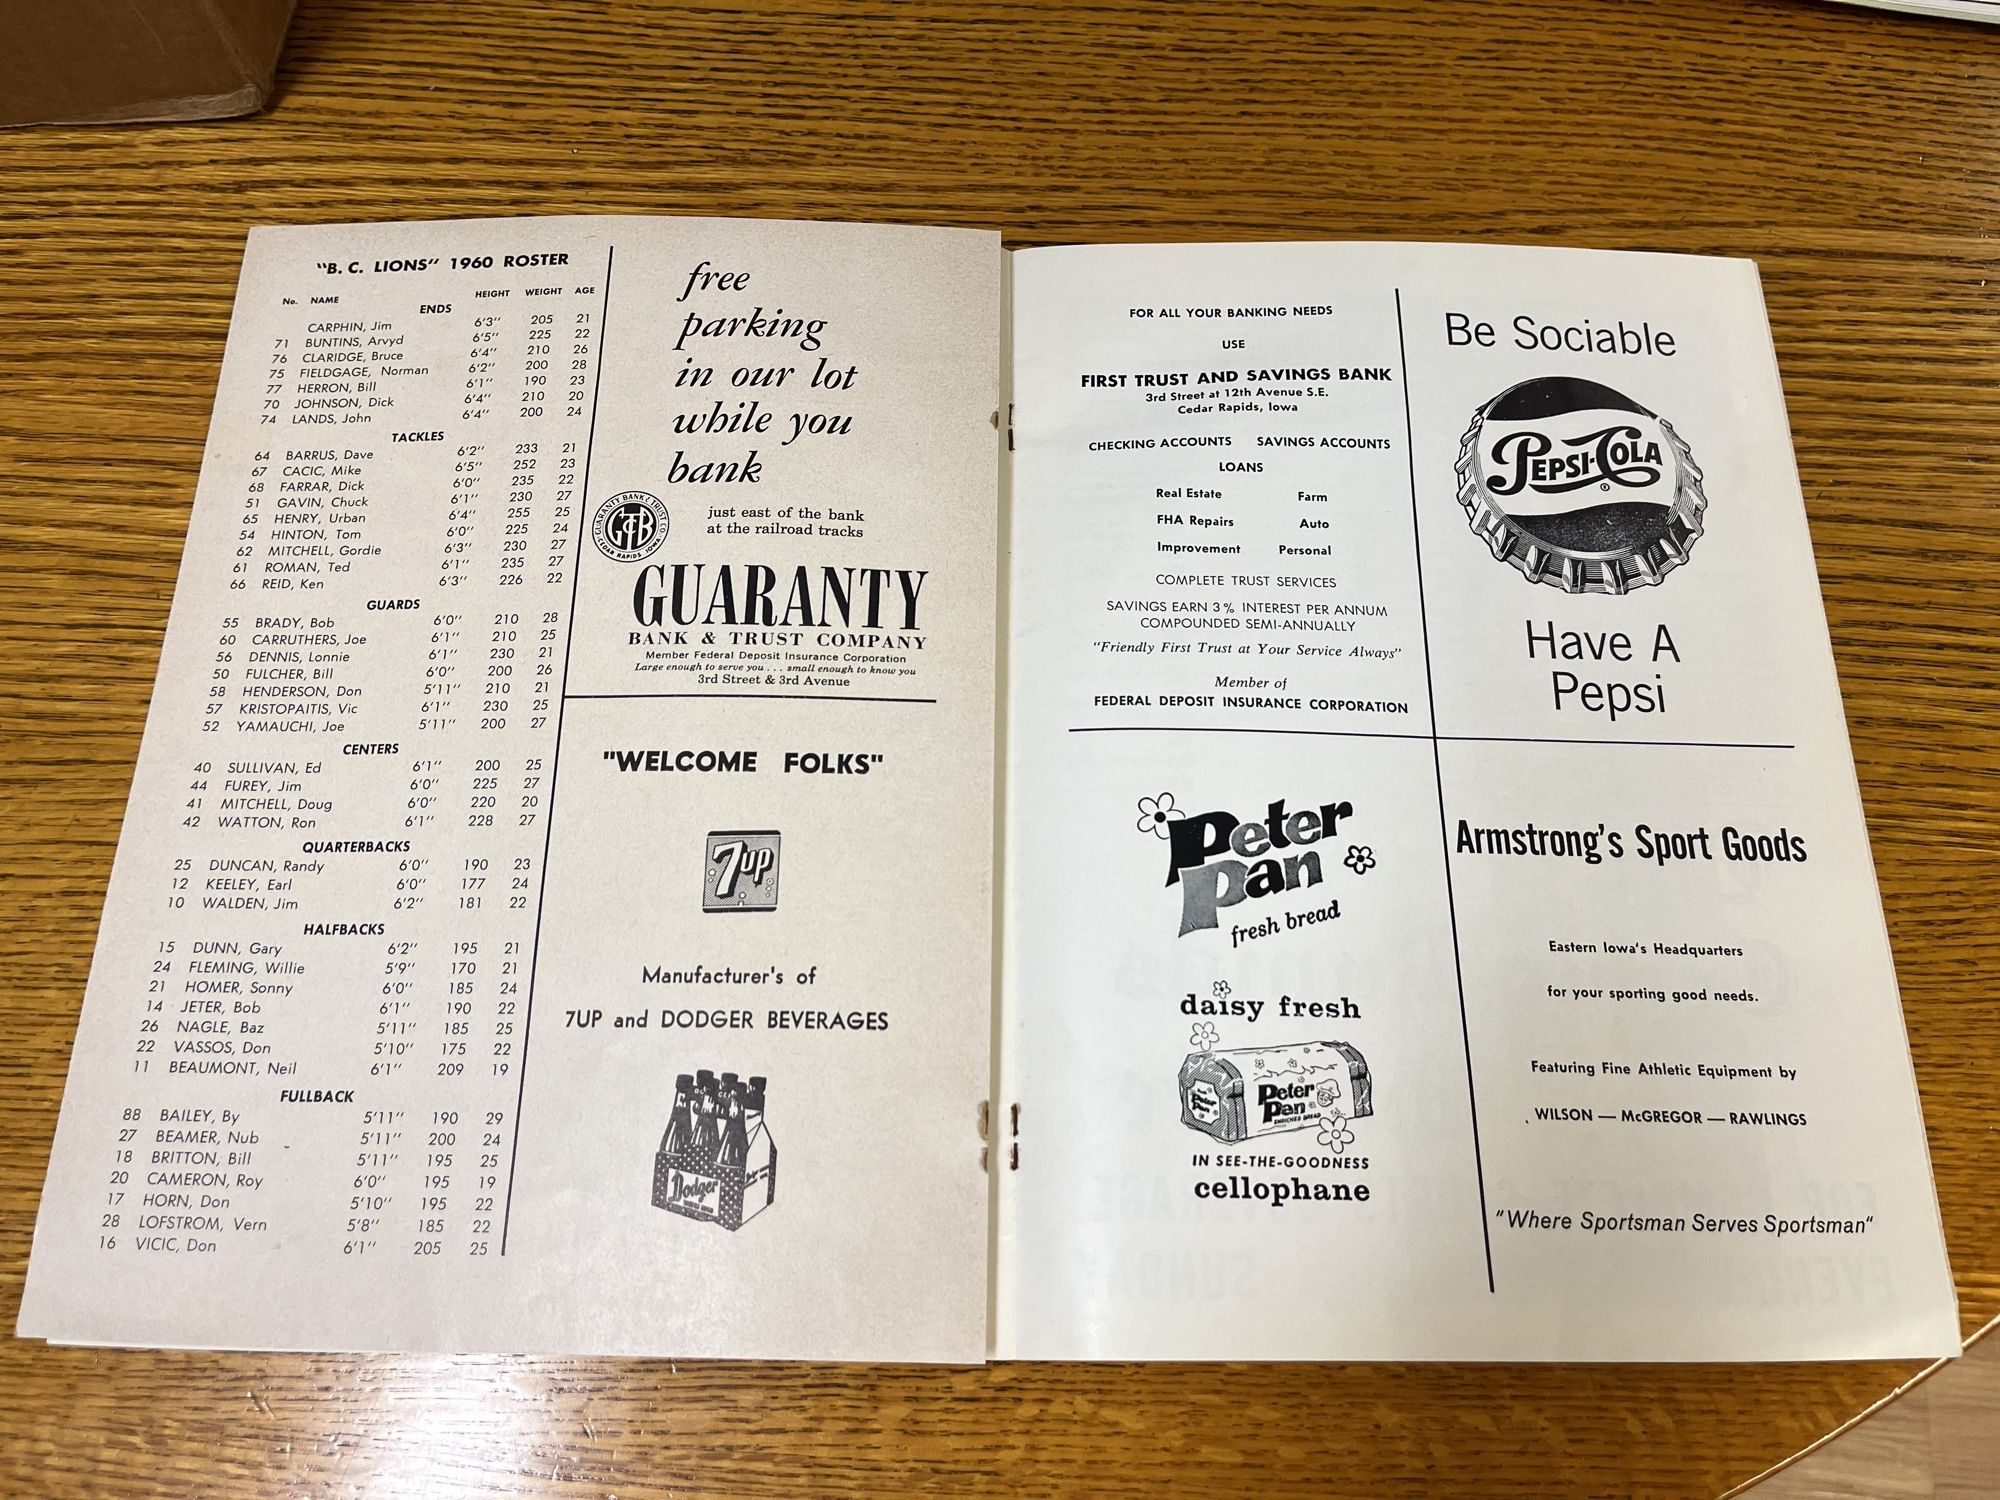 "B. C. LIONS" 1960 ROSTER
No. NAME HEIGHT WEIGHT AGE
ENDS
CARPHIN, Jim 6'3" 205 21
71 BUNTINS, Arvyd 6'5" 225 22
76 CLARIDGE, Bruce 6'4" 210 26
75 FIELDGAGE, Norman 6'2" 200 28
77 HERRON, Bill 6'1" 190 23
70 JOHNSON, Dick 6'4" 210 20
74 LANDS, John 6'4" 200 24
TACKLES
64 BARRUS, Dave 6'2" 233 21
67 CACIC, Mike 6'5" 252 23
68 FARRAR, Dick 6'0" 235 22
51 GAVIN, Chuck 6'1" 230 27
65 HENRY, Urban 6'4" 255 25
54 HINTON, Tom 6'0" 225 24
62 MITCHELL, Gordie 6'3" 230 27
61 ROMAN, Ted 6'1" 235 27
66 REID, Ken 6'3" 226 22
GUARDS
55 BRADY, Bob 6'0" 210 28
60 CARRUTHERS, Joe 6'1" 210 25
56 DENNIS, Lonnie 6'1" 230 21
50 FULCHER, Bill 6'0" 200 26
58 HENDERSON, Don 5'11" 210 21
57 KRISTOPAITIS, Vic 6'1" 230 25
52 YAMAUCHI, Joe 5'11" 200 27
CENTERS
40 SULLIVAN, Ed 6'1" 200 25
44 FUREY, Jim 6'0" 225 27
41 MITCHELL, Doug 6'0" 220 20
42 WATTON, Ron 6'1" 228 27
QUARTERBACKS
25 DUNCAN, Randy 6'0" 190 23
12 KEELEY, Earl 6'0" 177 24
10 WALDEN, Jim 6'2" 181 22
HALFBACKS
15 DUNN, Gary 6'2" 195 21
24 FLEMING, Willie 5'9" 170 21
21 HOMER, Sonny 6'0" 185 24
14 JETER, Bob 6'1" 190 22
26 NAGLE, Baz 5'11" 185 25
22 VASSOS, Don 5'10" 175 22
11 BEAUMONT, Neil 6'1" 209 19
FULLBACK
88 BAILEY, By 5'11" 190 29
27 BEAMER, Nub 5'11" 200 24
18 BRITTON, Bill 5'11" 195 25
20 CAMERON, Roy 6'0" 195 19
17 HORN, Don 5'10" 195 22
28 LOFSTROM, Vern 5'8" 185 22
16 VICIC, Don 6'1" 205 25
free
parking
in our lot
while you
bank
GUARANTY BANK & TRUST CO.
GTB
CEDAR RAPIDS, IOWA
just east of the bank
at the railroad tracks
GUARANTY
BANK & TRUST COMPANY
Member Federal Deposit Insurance Corporation
Large enough to serve you . . . small enough to know you
3rd Street & 3rd Avenue
"WELCOME FOLKS"
7up
Manufacturer's of
7UP and DODGER BEVERAGES
Dodger
FOR ALL YOUR BANKING NEEDS
USE
FIRST TRUST AND SAVINGS BANK
3rd Street at 12th Avenue S.E.
Cedar Rapids, Iowa
CHECKING ACCOUNTS SAVINGS ACCOUNTS
LOANS
Real Estate Farm
FHA Repairs Auto
Improvement Personal
COMPLETE TRUST SERVICES
SAVINGS EARN 3% INTEREST PER ANNUM
COMPOUNDED SEMI-ANNUALLY
"Friendly First Trust at Your Service Always"
Member of
FEDERAL DEPOSIT INSURANCE CORPORATION
Be Sociable
PEPSI-COLA
®
Have A
Pepsi
Peter
Pan
fresh bread
daisy fresh
Peter
Pan
Peter
Pan
ENRICHED BREAD
IN SEE-THE-GOODNESS
cellophane
Armstrong's Sport Goods
Eastern Iowa's Headquarters
for your sporting good needs.
Featuring Fine Athletic Equipment by
WILSON — McGREGOR — RAWLINGS
"Where Sportsman Serves Sportsman"